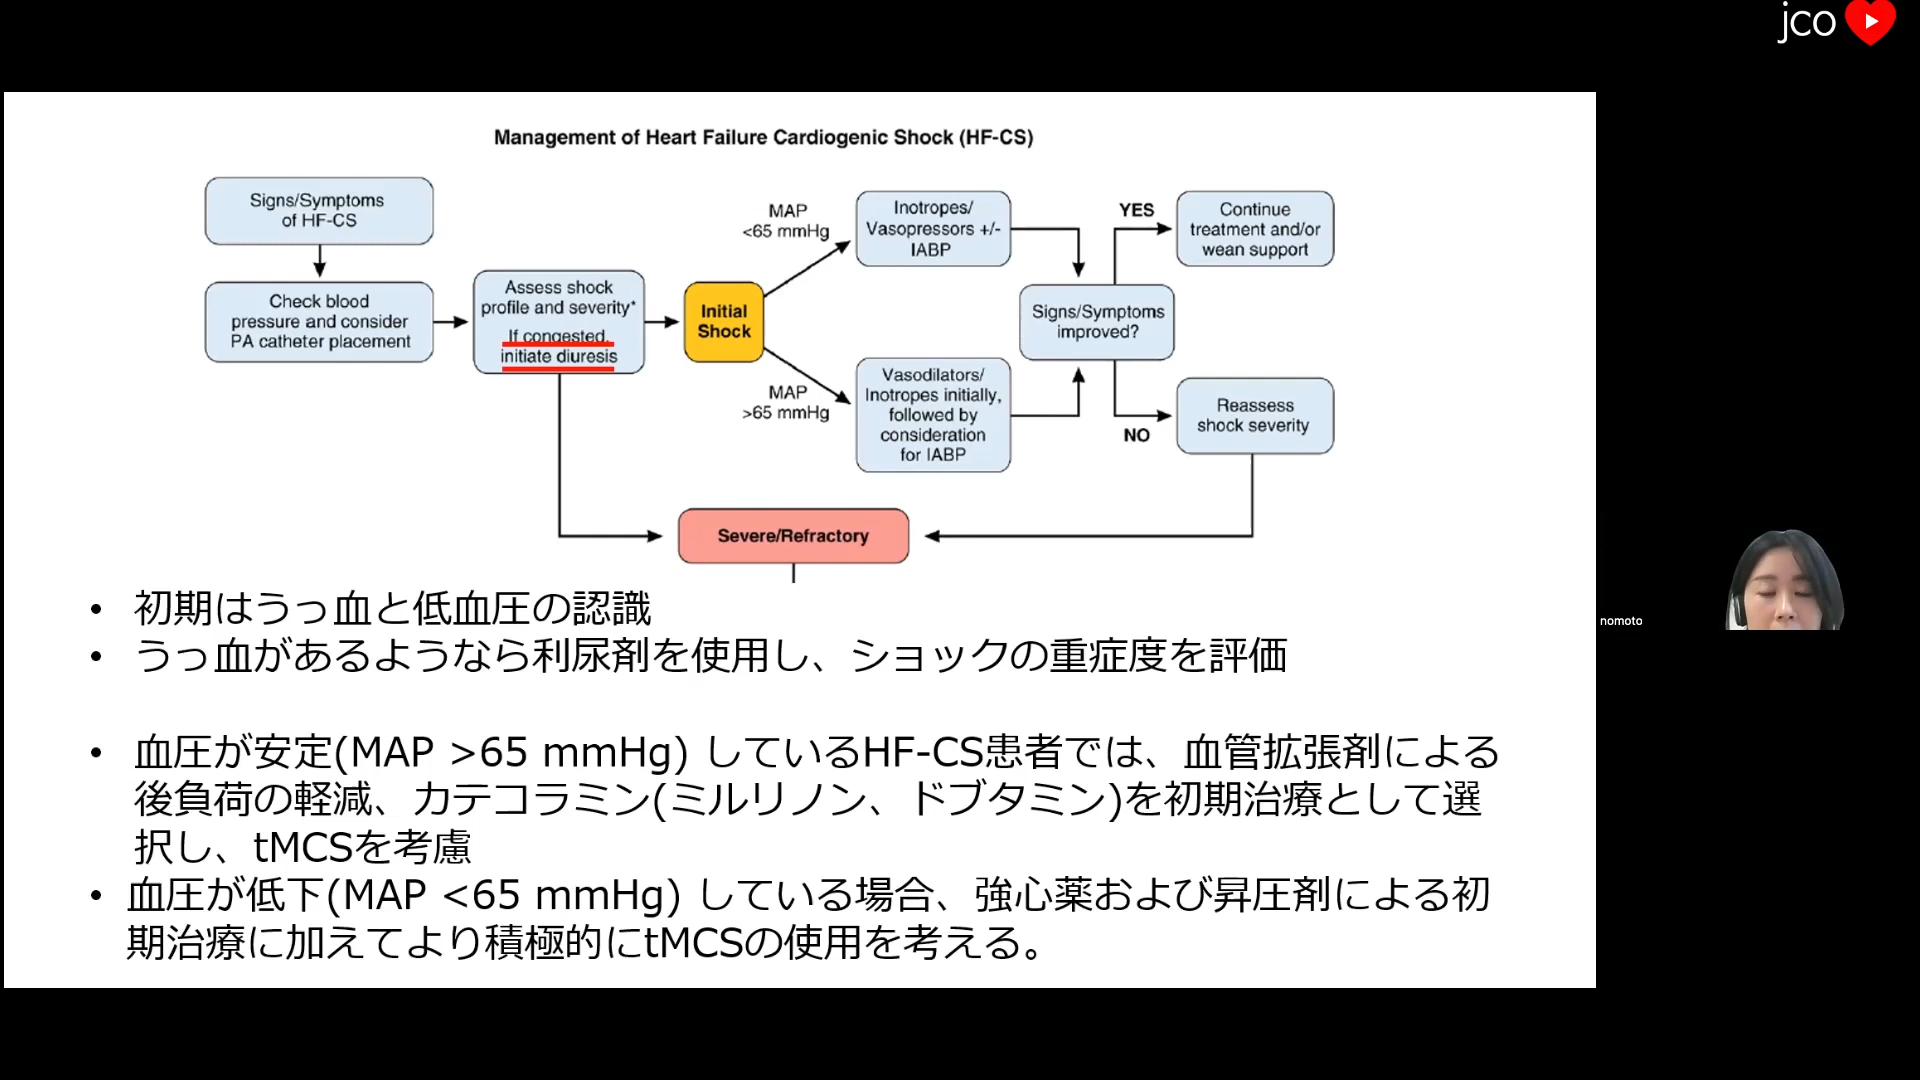 jco
Management of Heart Failure Cardiogenic Shock (HF-CS)
Signs/Symptoms
of HF-CS
Check blood
pressure and consider
PA catheter placement
Assess shock
profile and severity*
If congested,
initiate diuresis
Initial
Shock
MAP
<65 mmHg
MAP
>65 mmHg
Inotropes/
Vasopressors +/-
IABP
Vasodilators/
Inotropes initially,
followed by
consideration
for IABP
Signs/Symptoms
improved?
YES
NO
Continue
treatment and/or
wean support
Reassess
shock severity
Severe/Refractory
• 初期はうっ血と低血圧の認識
• うっ血があるようなら利尿剤を使用し、ショックの重症度を評価
• 血圧が安定(MAP >65 mmHg) しているHF-CS患者では、血管拡張剤による
後負荷の軽減、カテコラミン(ミルリノン、ドブタミン)を初期治療として選
択し、tMCSを考慮
• 血圧が低下(MAP <65 mmHg) している場合、強心薬および昇圧剤による初
期治療に加えてより積極的にtMCSの使用を考える。
nomoto